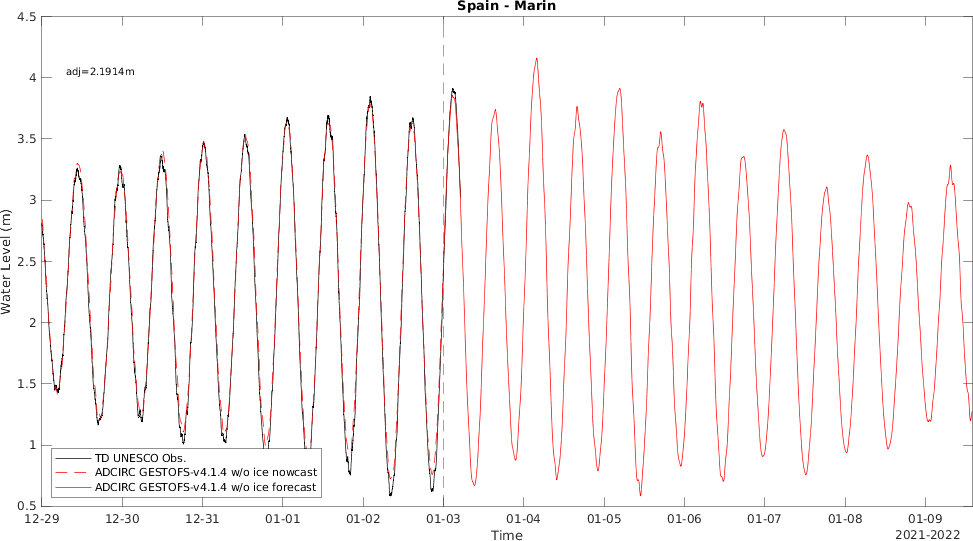 Spain - Marin
4.5
4
3.5
3
2.5
2
1.5
1
0.5
Water Level (m)
adj=2.1914m
TD UNESCO Obs.
ADCIRC GESTOFS-v4.1.4 w/o ice nowcast
ADCIRC GESTOFS-v4.1.4 w/o ice forecast
12-29 12-30 12-31 01-01 01-02 01-03 01-04 01-05 01-06 01-07 01-08 01-09
Time
2021-2022